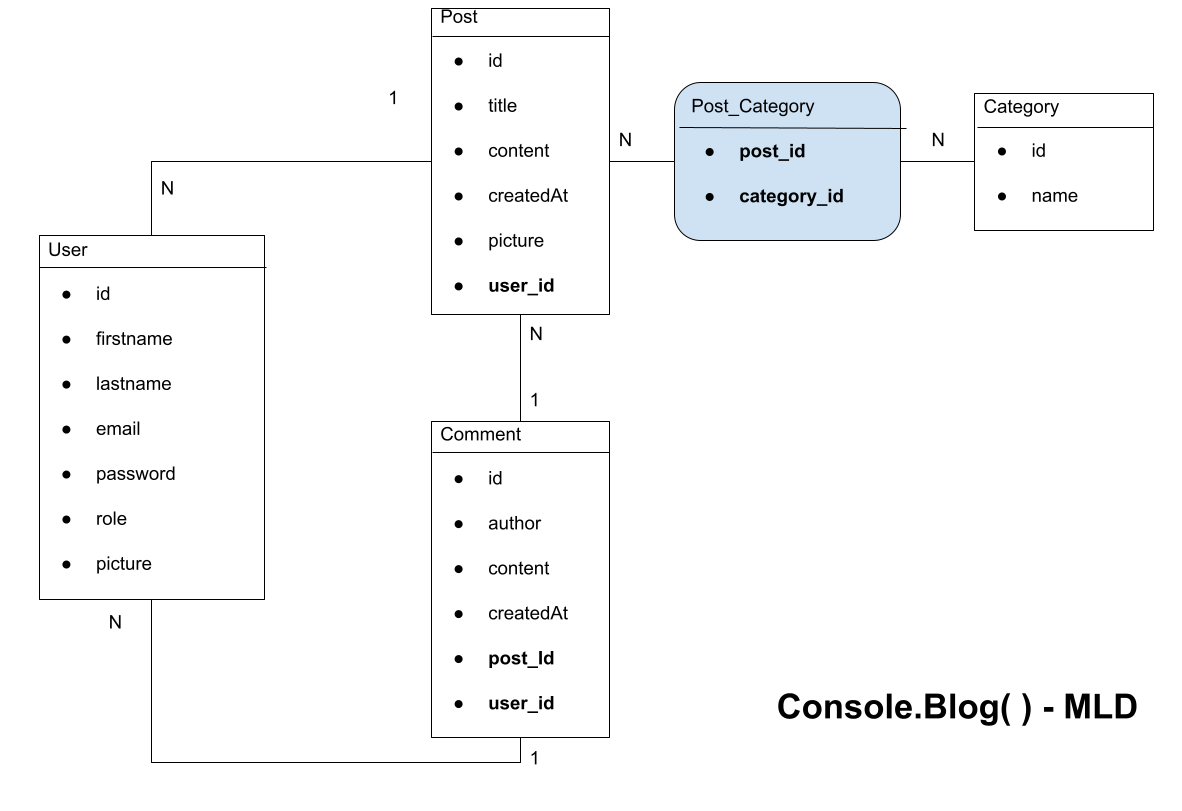 Post
id
title
content
createdAt
picture
user_id
1
N
N
Post_Category
post_id
category_id
N
Category
id
name
User
id
firstname
lastname
email
password
role
picture
N
N
1
Comment
id
author
content
createdAt
post_Id
user_id
1
Console.Blog( ) - MLD